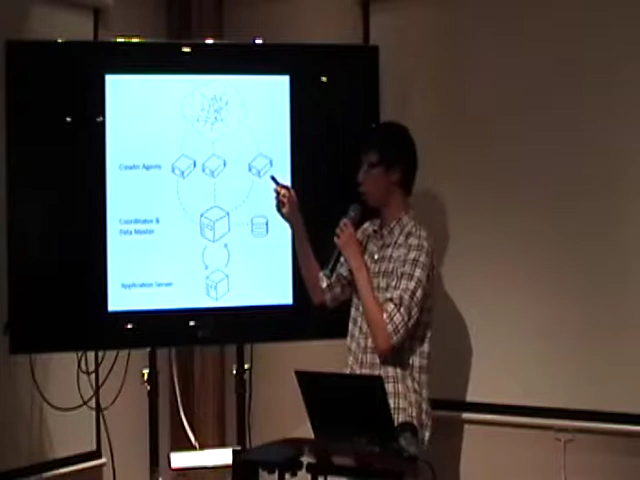 Crawler Agents
Coordinator &
Data Master
Application Server